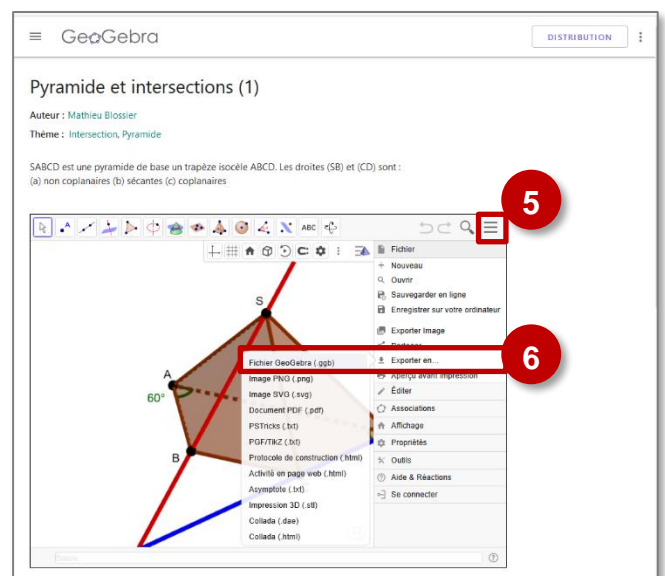 GeoGebra
DISTRIBUTION
Pyramide et intersections (1)
Auteur : Mathieu Blossier
Thème : Intersection, Pyramide
SABCD est une pyramide de base un trapèze isocèle ABCD. Les droites (SB) et (CD) sont :
(a) non coplanaires (b) sécantes (c) coplanaires
5
ABC
Fichier
Nouveau
Ouvrir
Sauvegarder en ligne
Enregistrer sur votre ordinateur
Exporter Image
Partager
Exporter en...
6
Aperçu avant impression
Éditer
Associations
Affichage
Propriétés
Outils
Aide & Réactions
Se connecter
Fichier GeoGebra (.ggb)
Image PNG (.png)
Image SVG (.svg)
Document PDF (.pdf)
PSTricks (.txt)
PGF/TikZ (.txt)
Protocole de construction (.html)
Activité en page web (.html)
Asymptote (.txt)
Impression 3D (.stl)
Collada (.dae)
Collada (.html)
S
A
60°
B